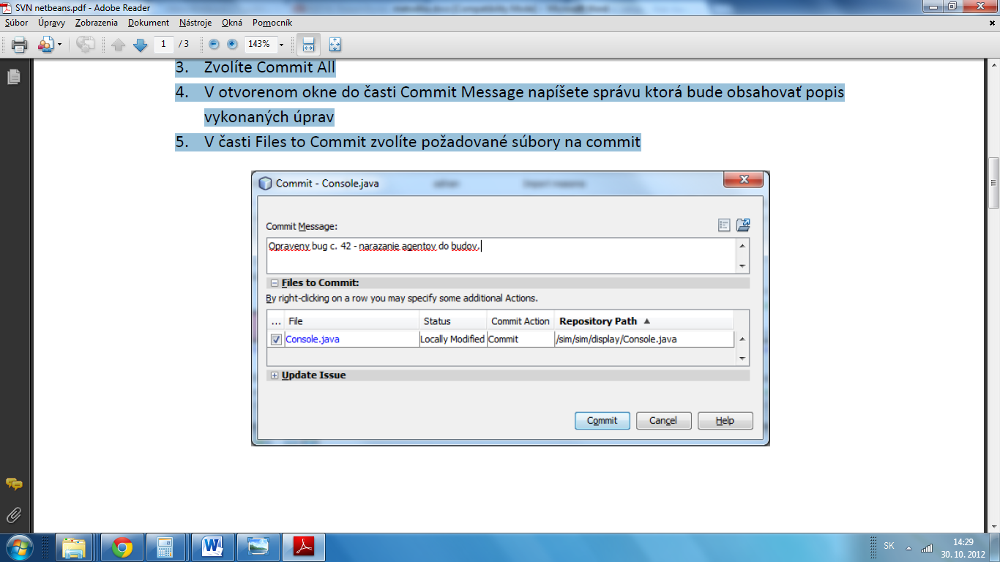 SVN netbeans.pdf - Adobe Reader
Súbor Úpravy Zobrazenia Dokument Nástroje Okná Pomocník
1 / 3 143%
3. Zvolíte Commit All
4. V otvorenom okne do časti Commit Message napíšete správu ktorá bude obsahovať popis
vykonaných úprav
5. V časti Files to Commit zvolíte požadované súbory na commit
Commit - Console.java
Commit Message:
Opraveny bug c. 42 - narazanie agentov do budov.
Files to Commit:
By right-clicking on a row you may specify some additional Actions.
... File Status Commit Action Repository Path
Console.java Locally Modified Commit /sim/sim/display/Console.java
Update Issue
Commit Cancel Help
SK 14:29
30. 10. 2012